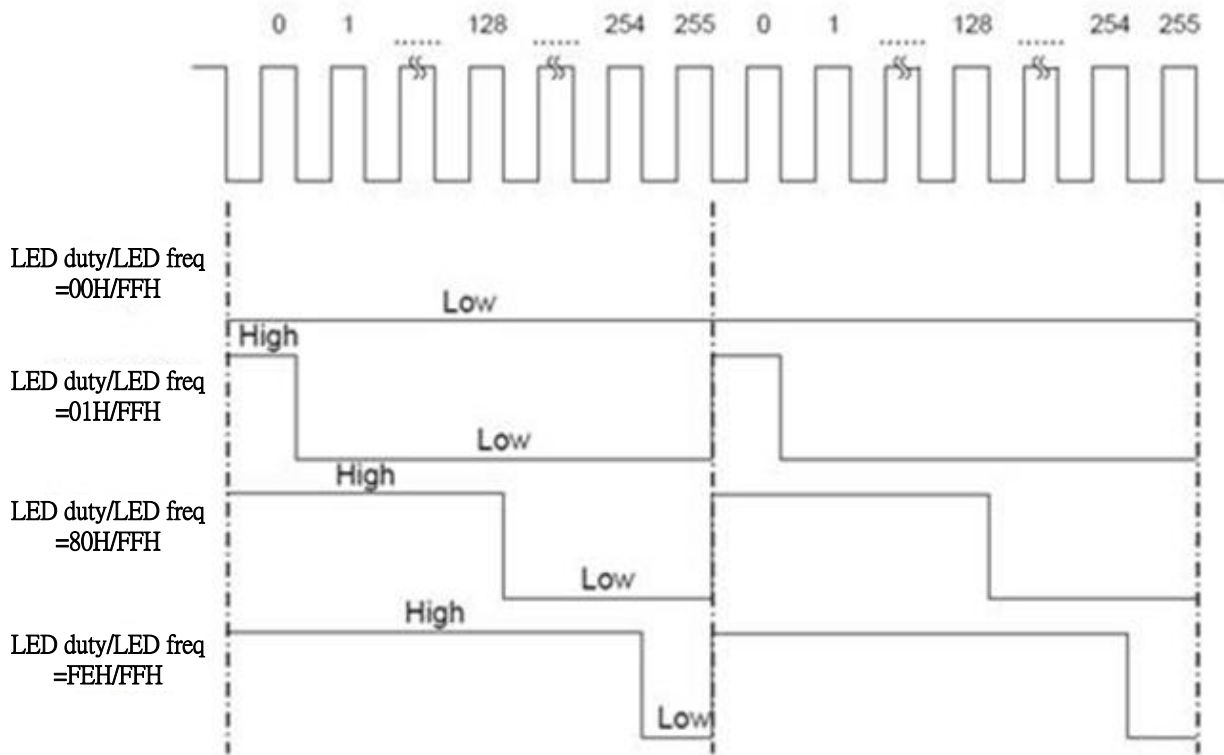 0 1 ...... 128 ...... 254 255 0 1 ...... 128 ...... 254 255
LED duty/LED freq
=00H/FFH
Low
High
LED duty/LED freq
=01H/FFH
Low
High
LED duty/LED freq
=80H/FFH
Low
High
LED duty/LED freq
=FEH/FFH
Low